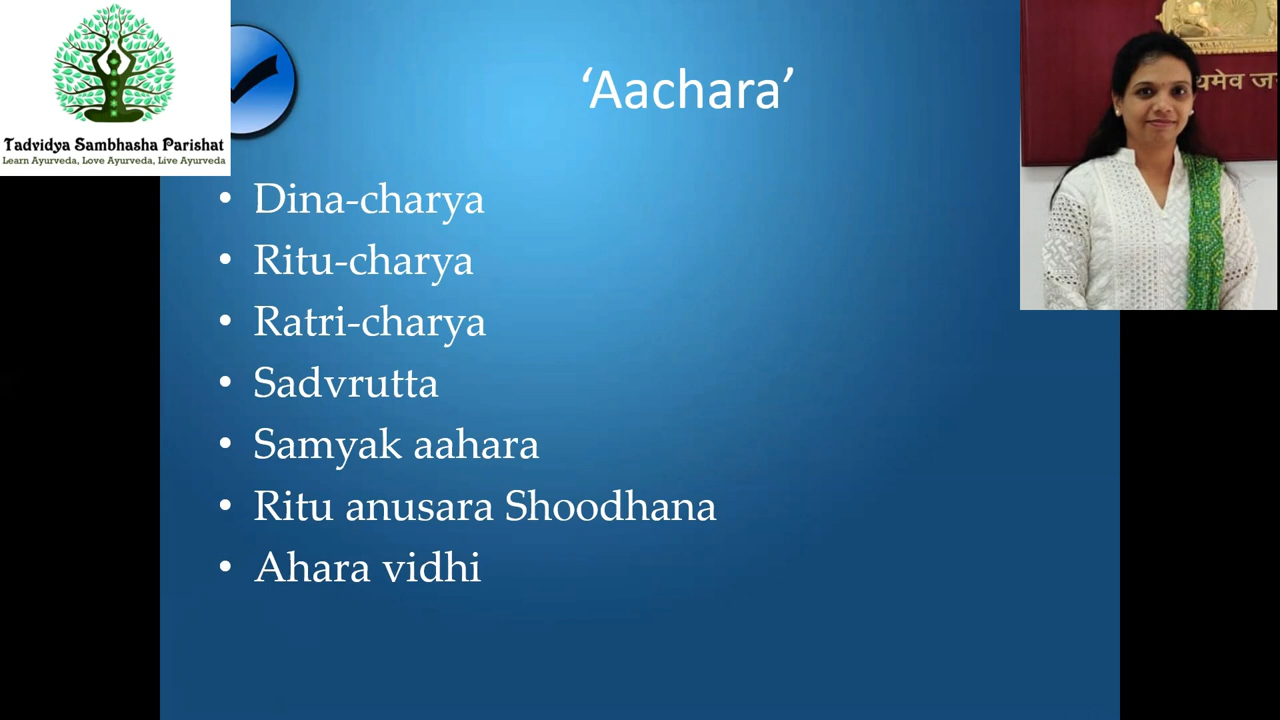 Tadvidya Sambhasha Parishat
Learn Ayurveda, Love Ayurveda, Live Ayurveda
‘Aachara’
• Dina-charya
• Ritu-charya
• Ratri-charya
• Sadvrutta
• Samyak aahara
• Ritu anusara Shoodhana
• Ahara vidhi